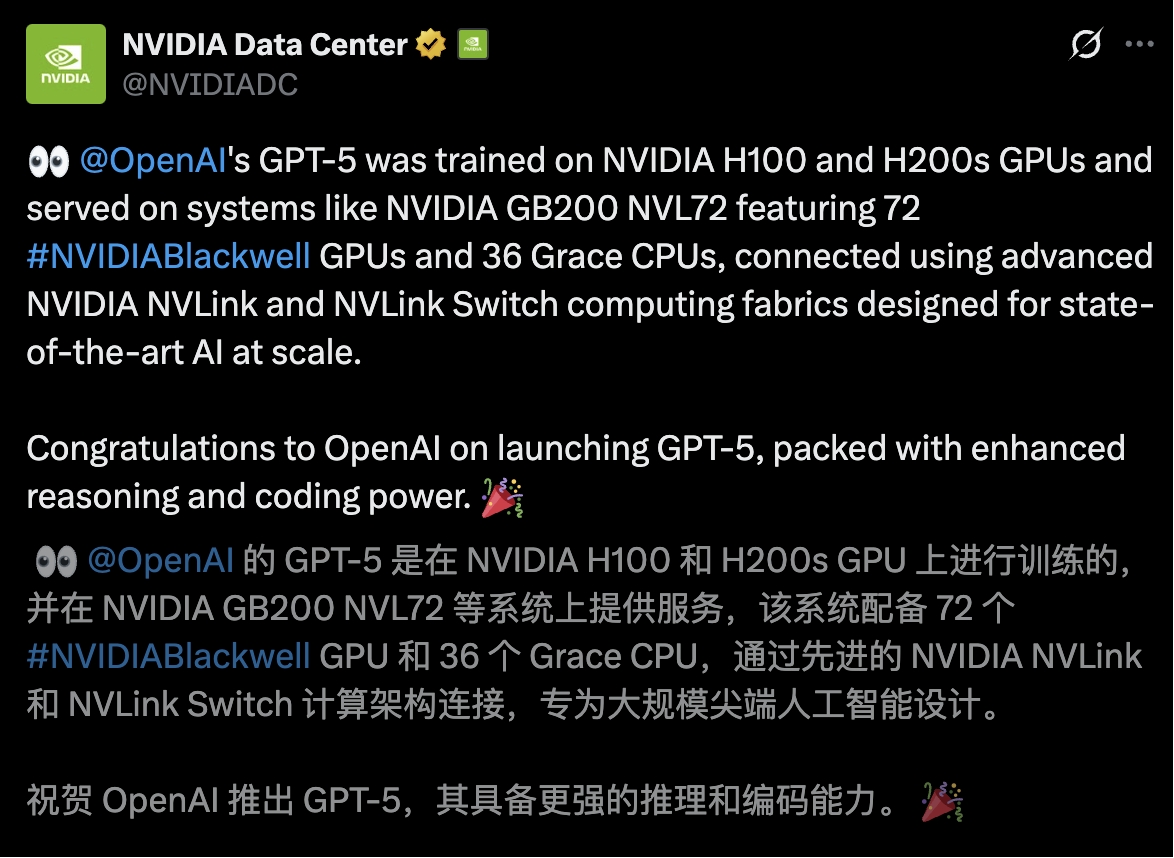 NVIDIA Data Center
@NVIDIADC
👀 @OpenAI's GPT-5 was trained on NVIDIA H100 and H200s GPUs and
served on systems like NVIDIA GB200 NVL72 featuring 72
#NVIDIABlackwell GPUs and 36 Grace CPUs, connected using advanced
NVIDIA NVLink and NVLink Switch computing fabrics designed for state-
of-the-art AI at scale.
Congratulations to OpenAI on launching GPT-5, packed with enhanced
reasoning and coding power. 🎉
👀 @OpenAI 的 GPT-5 是在 NVIDIA H100 和 H200s GPU 上进行训练的，
并在 NVIDIA GB200 NVL72 等系统上提供服务，该系统配备 72 个
#NVIDIABlackwell GPU 和 36 个 Grace CPU，通过先进的 NVIDIA NVLink
和 NVLink Switch 计算架构连接，专为大规模尖端人工智能设计。
祝贺 OpenAI 推出 GPT-5，其具备更强的推理和编码能力。🎉